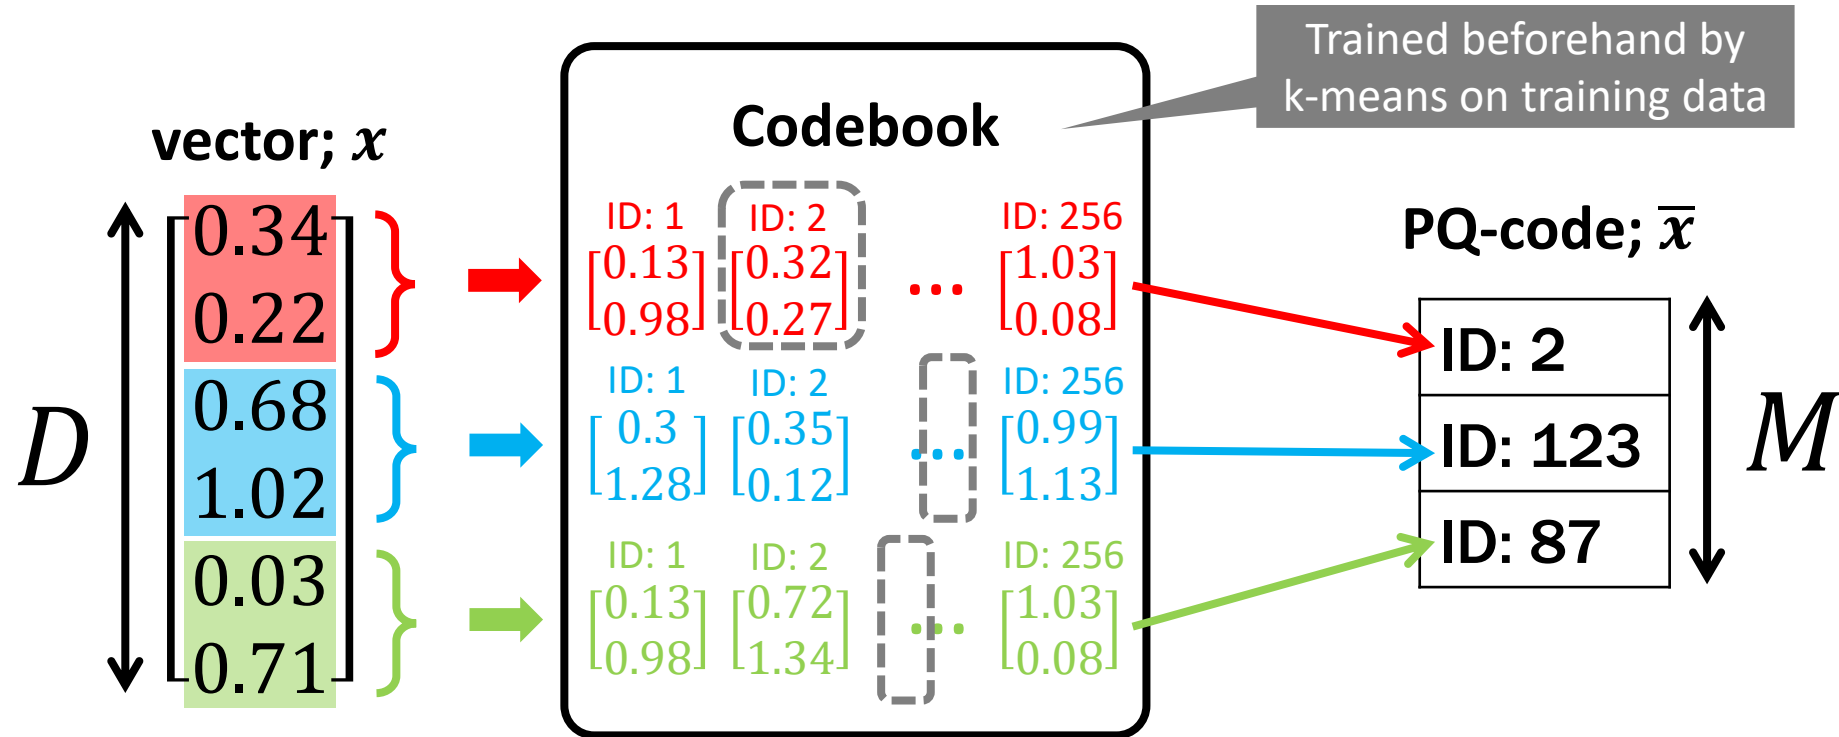 Trained beforehand by
k-means on training data
vector; x
Codebook
PQ-code; x̅
D
0.34
0.22
0.68
1.02
0.03
0.71
ID: 1 ID: 2 ID: 256
[0.13 [0.32 ... [1.03
0.98] 0.27] 0.08]
ID: 1 ID: 2 ID: 256
[0.3 [0.35 ... [0.99
1.28] 0.12] 1.13]
ID: 1 ID: 2 ID: 256
[0.13 [0.72 ... [1.03
0.98] 1.34] 0.08]
ID: 2
ID: 123
ID: 87
M